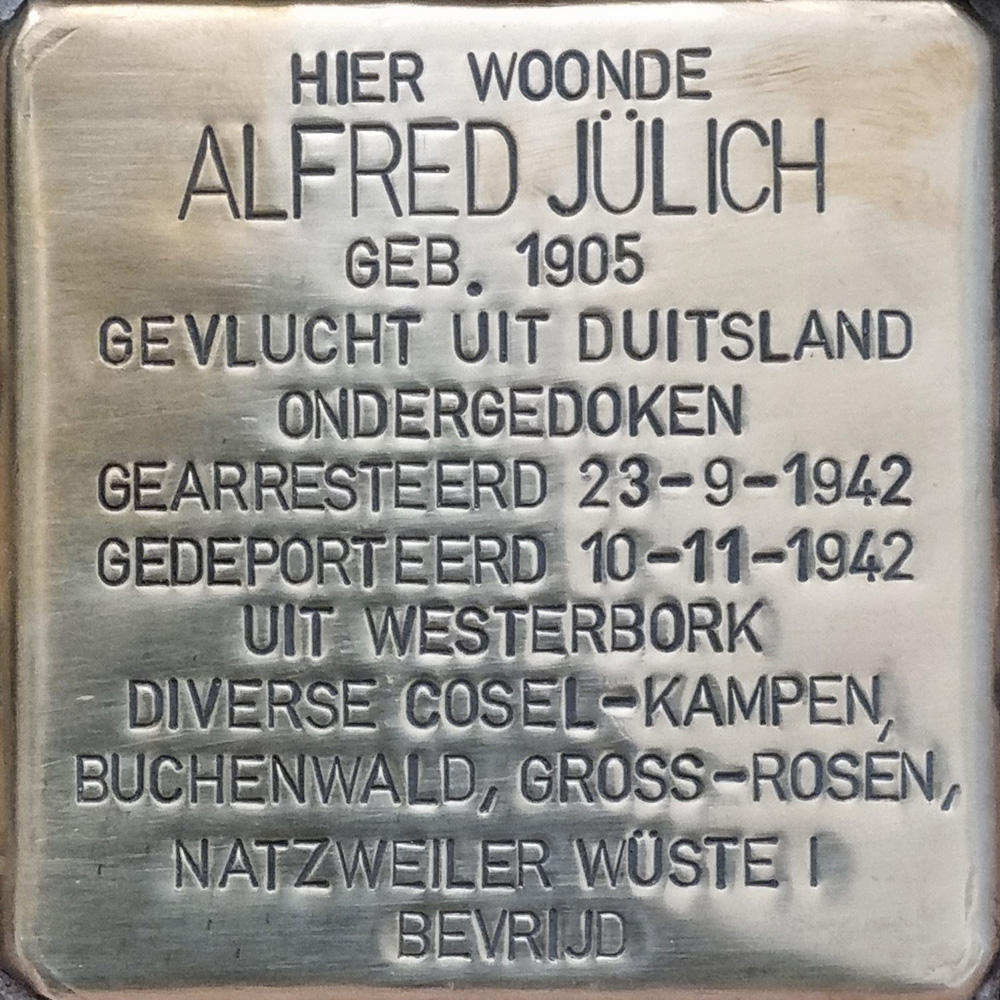 HIER WOONDE
ALFRED JÜLICH
GEB. 1905
GEVLUCHT UIT DUITSLAND
ONDERGEDOKEN
GEARRESTEERD 23-9-1942
GEDEPORTEERD 10-11-1942
UIT WESTERBORK
DIVERSE COSEL-KAMPEN,
BUCHENWALD, GROSS-ROSEN,
NATZWEILER WÜSTE I
BEVRIJD